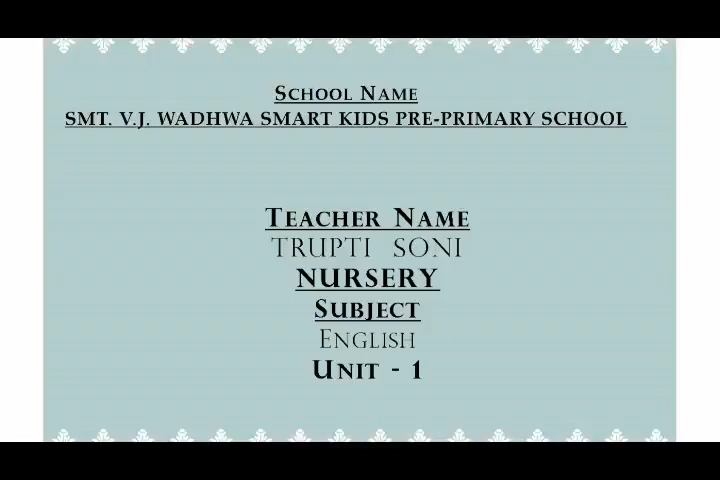 School Name
SMT. V.J. WADHWA SMART KIDS PRE-PRIMARY SCHOOL
Teacher Name
TRUPTI SONI
NURSERY
Subject
English
Unit - 1